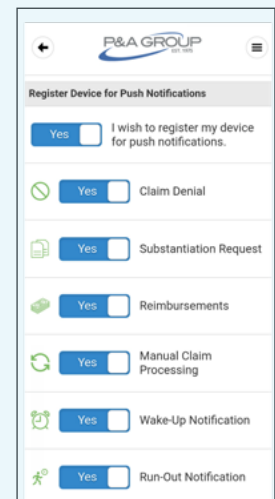 P&A GROUP
EST. 1976
Register Device for Push Notifications
Yes
I wish to register my device
for push notifications.
Yes
Claim Denial
Yes
Substantiation Request
Yes
Reimbursements
Yes
Manual Claim
Processing
Yes
Wake-Up Notification
Yes
Run-Out Notification